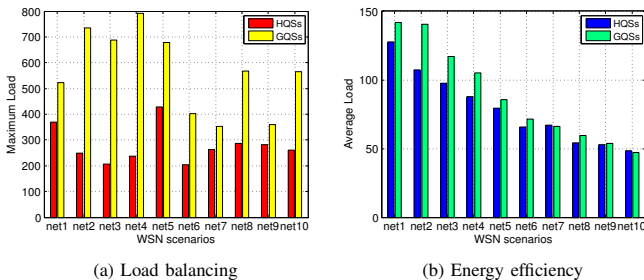 800
700
600
500
400
300
200
100
0
Maximum Load
HQSs
GQSs
net1 net2 net3 net4 net5 net6 net7 net8 net9 net10
WSN scenarios
(a) Load balancing
150
100
50
0
Average Load
HQSs
GQSs
net1 net2 net3 net4 net5 net6 net7 net8 net9 net10
WSN scenarios
(b) Energy efficiency